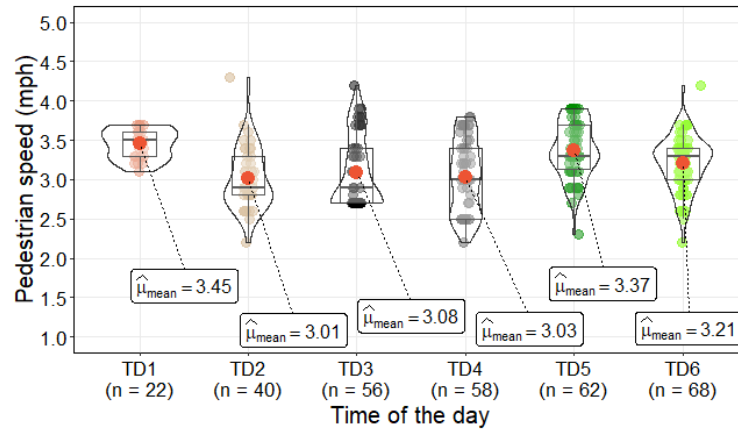 Pedestrian speed (mph)
5.0
4.5
4.0
3.5
3.0
2.5
2.0
1.5
1.0
μ̂mean = 3.45
μ̂mean = 3.01
μ̂mean = 3.08
μ̂mean = 3.03
μ̂mean = 3.37
μ̂mean = 3.21
TD1 TD2 TD3 TD4 TD5 TD6
(n = 22) (n = 40) (n = 56) (n = 58) (n = 62) (n = 68)
Time of the day